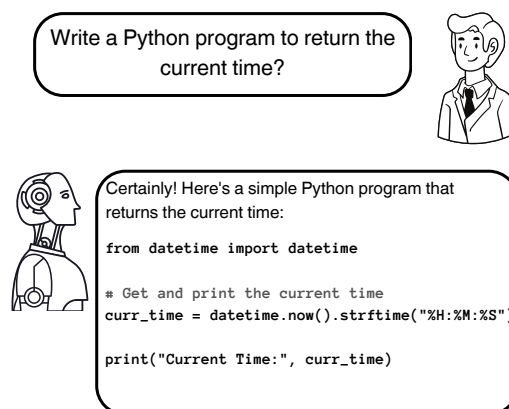 Write a Python program to return the
current time?
Certainly! Here's a simple Python program that
returns the current time:
from datetime import datetime
# Get and print the current time
curr_time = datetime.now().strftime("%H:%M:%S")
print("Current Time:", curr_time)